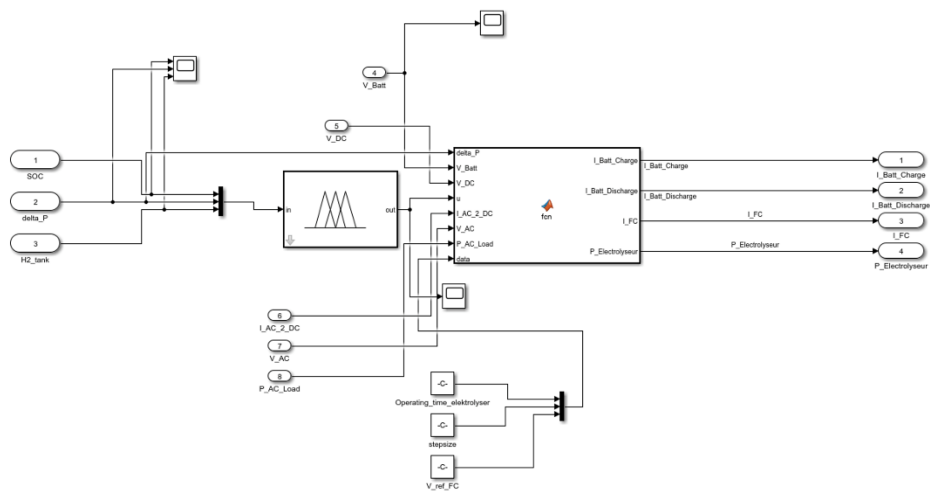 4
V_Batt
5
V_DC
1
SOC
2
delta_P
3
H2_tank
in
out
delta_P
V_Batt
V_DC
u
I_AC_2_DC
V_AC
P_AC_Load
data
fcn
I_Batt_Charge
I_Batt_Discharge
I_FC
P_Electrolyseur
I_Batt_Charge
I_Batt_Discharge
I_FC
P_Electrolyseur
1
I_Batt_Charge
2
I_Batt_Discharge
3
I_FC
4
P_Electrolyseur
6
I_AC_2_DC
7
V_AC
8
P_AC_Load
-C-
Operating_time_elektrolyser
-C-
stepsize
-C-
V_ref_FC